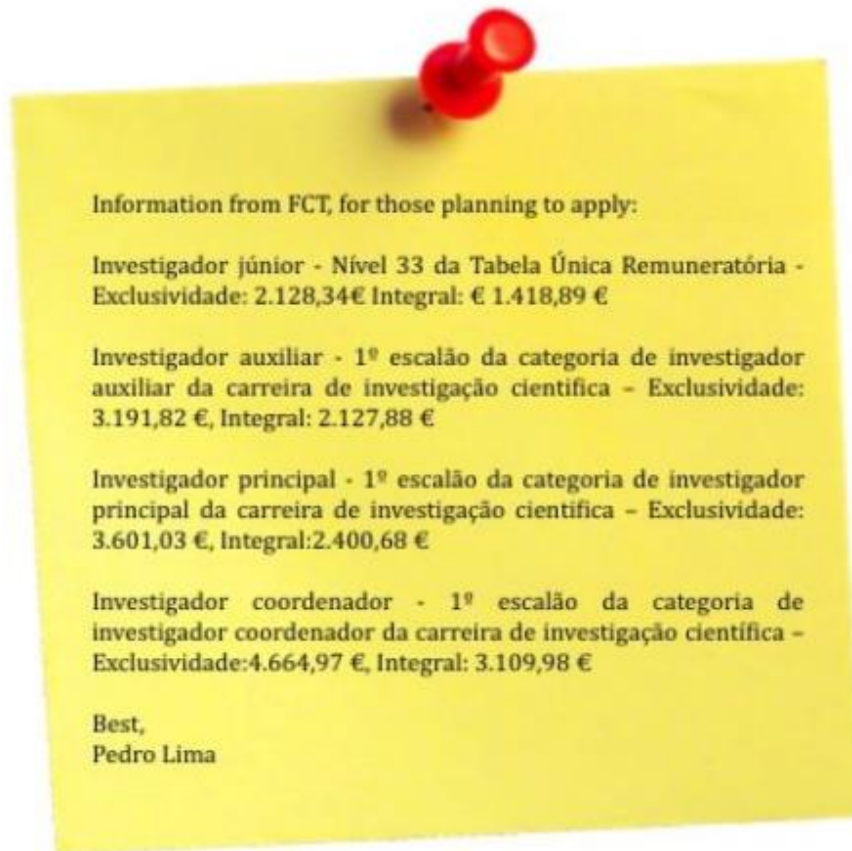 Information from FCT, for those planning to apply:
Investigador júnior - Nível 33 da Tabela Única Remuneratória -
Exclusividade: 2.128,34€ Integral: € 1.418,89 €
Investigador auxiliar - 1º escalão da categoria de investigador
auxiliar da carreira de investigação cientifica – Exclusividade:
3.191,82 €, Integral: 2.127,88 €
Investigador principal - 1º escalão da categoria de investigador
principal da carreira de investigação cientifica – Exclusividade:
3.601,03 €, Integral:2.400,68 €
Investigador coordenador - 1º escalão da categoria de
investigador coordenador da carreira de investigação científica –
Exclusividade:4.664,97 €, Integral: 3.109,98 €
Best,
Pedro Lima